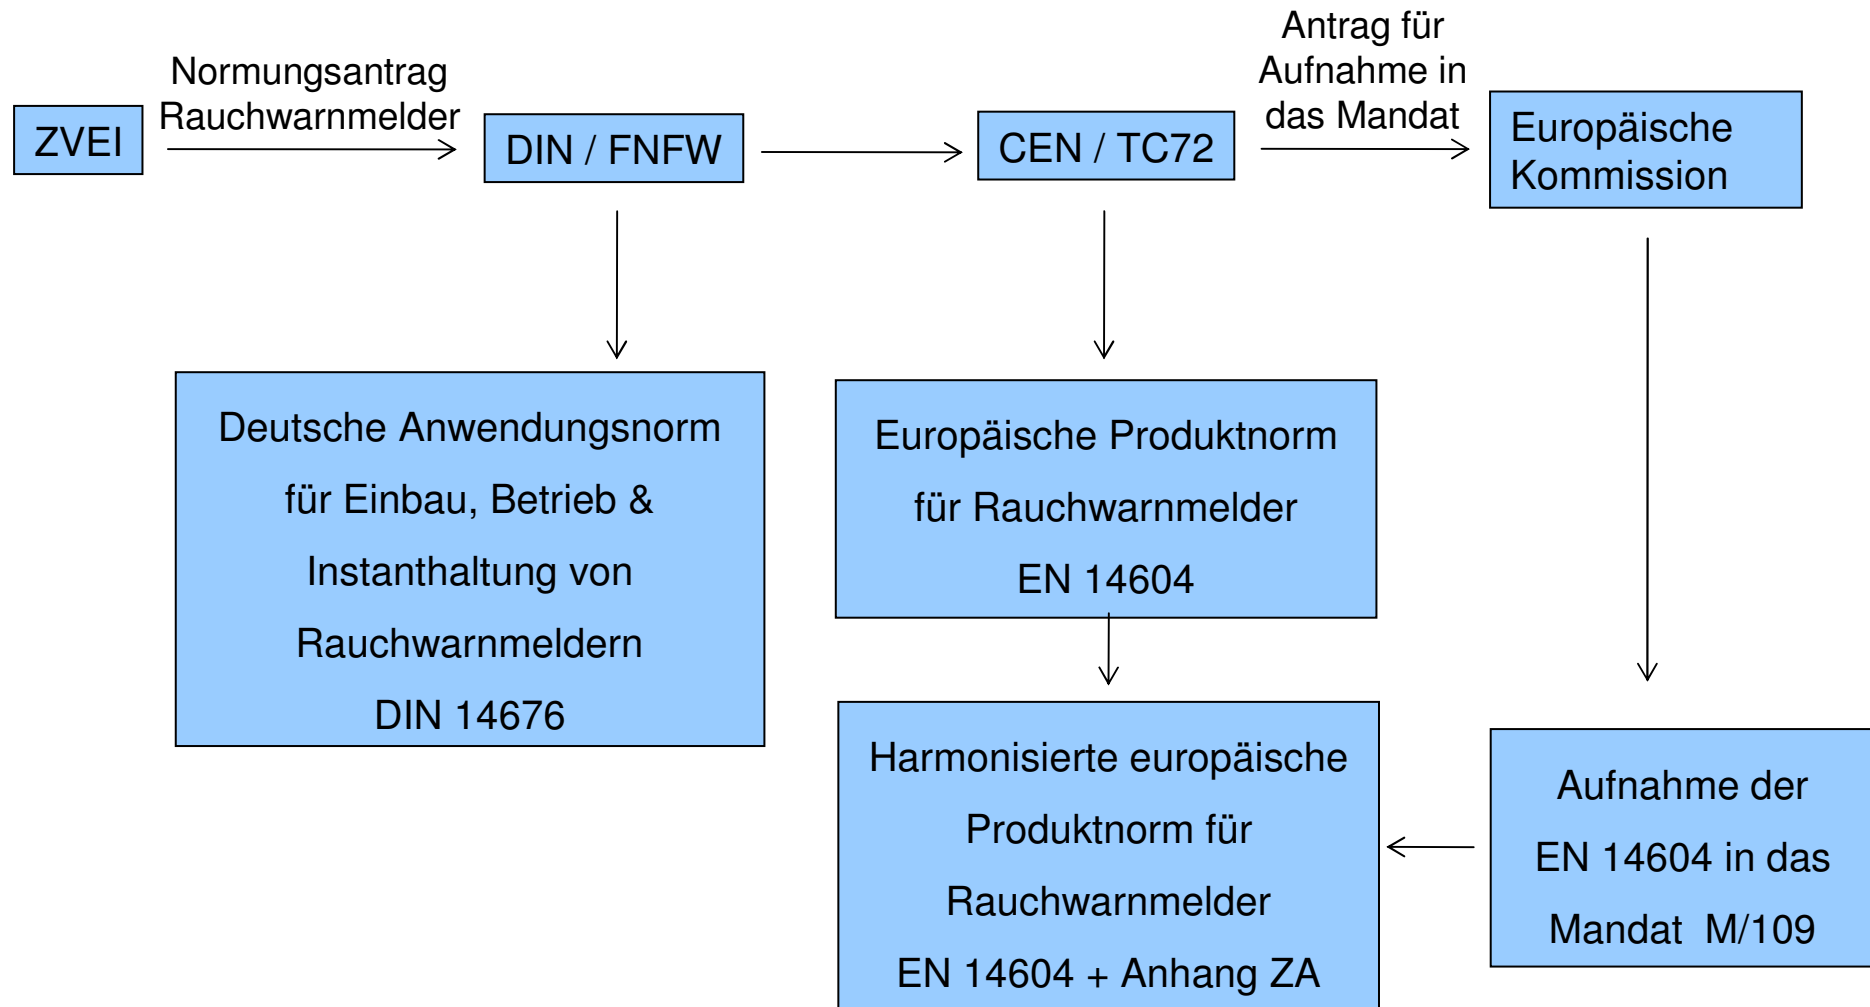 ZVEI
Normungsantrag
Rauchwarnmelder
DIN / FNFW
CEN / TC72
Antrag für
Aufnahme in
das Mandat
Europäische
Kommission
Deutsche Anwendungsnorm
für Einbau, Betrieb &
Instanthaltung von
Rauchwarnmeldern
DIN 14676
Europäische Produktnorm
für Rauchwarnmelder
EN 14604
Harmonisierte europäische
Produktnorm für
Rauchwarnmelder
EN 14604 + Anhang ZA
Aufnahme der
EN 14604 in das
Mandat  M/109